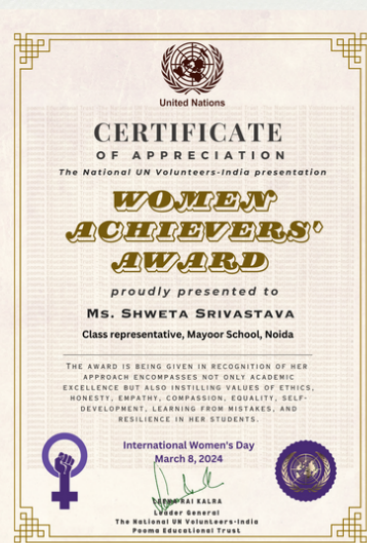 United Nations
CERTIFICATE
OF APPRECIATION
The National UN Volunteers-India presentation
WOMEN
ACHIEVERS'
AWARD
proudly presented to
MS. SHWETA SRIVASTAVA
Class representative, Mayoor School, Noida
THE AWARD IS BEING GIVEN IN RECOGNITION OF HER
APPROACH ENCOMPASSES NOT ONLY ACADEMIC
EXCELLENCE BUT ALSO INSTILLING VALUES OF ETHICS,
HONESTY, EMPATHY, COMPASSION, EQUALITY, SELF-
DEVELOPMENT, LEARNING FROM MISTAKES, AND
RESILIENCE IN HER STUDENTS.
International Women's Day
March 8, 2024
RAI KALRA
Leader General
The National UN Volunteers-India
Educational Trust